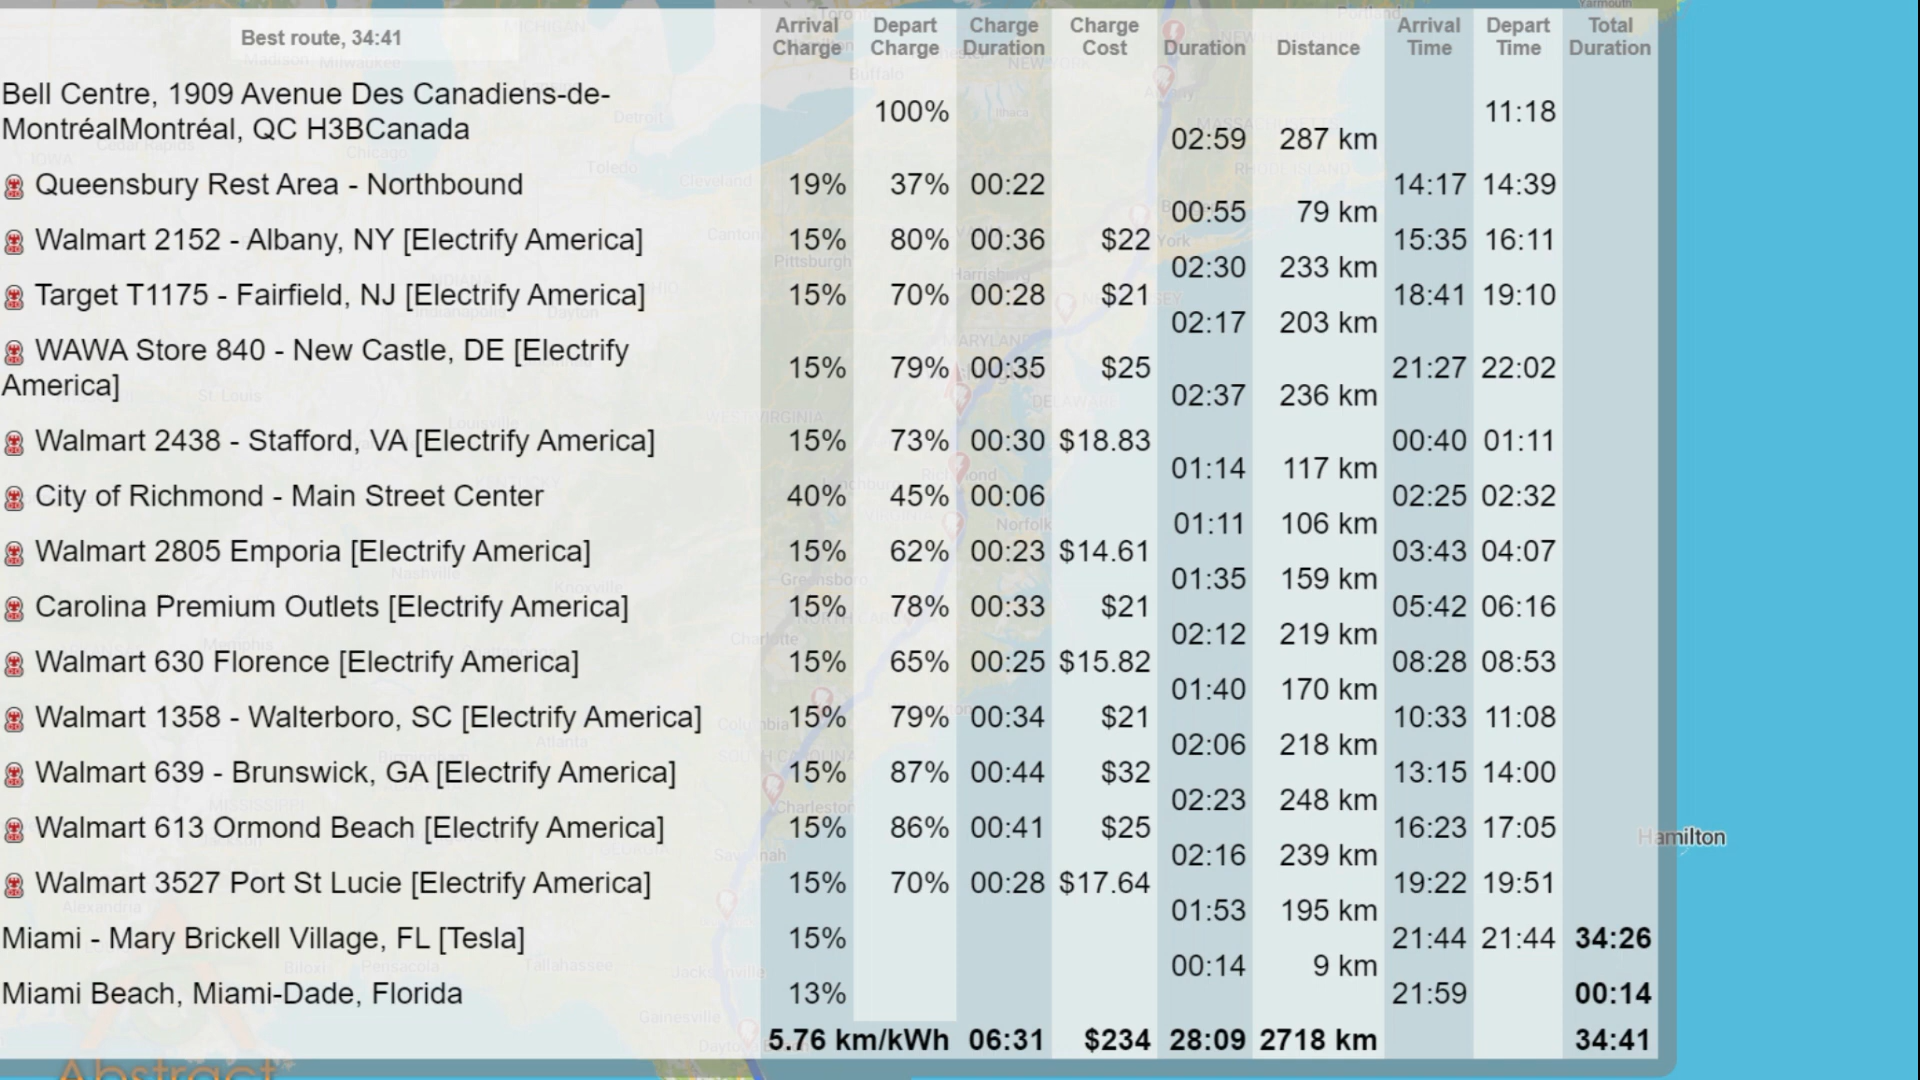 Best route, 34:41
Arrival Charge Depart Charge Charge Duration Charge Cost Duration Distance Arrival Time Depart Time Total Duration
Bell Centre, 1909 Avenue Des Canadiens-de-
MontréalMontréal, QC H3BCanada 100% 11:18
02:59 287 km
Queensbury Rest Area - Northbound 19% 37% 00:22 14:17 14:39
00:55 79 km
Walmart 2152 - Albany, NY [Electrify America] 15% 80% 00:36 $22 15:35 16:11
02:30 233 km
Target T1175 - Fairfield, NJ [Electrify America] 15% 70% 00:28 $21 18:41 19:10
02:17 203 km
WAWA Store 840 - New Castle, DE [Electrify
America] 15% 79% 00:35 $25 21:27 22:02
02:37 236 km
Walmart 2438 - Stafford, VA [Electrify America] 15% 73% 00:30 $18.83 00:40 01:11
01:14 117 km
City of Richmond - Main Street Center 40% 45% 00:06 02:25 02:32
01:11 106 km
Walmart 2805 Emporia [Electrify America] 15% 62% 00:23 $14.61 03:43 04:07
01:35 159 km
Carolina Premium Outlets [Electrify America] 15% 78% 00:33 $21 05:42 06:16
02:12 219 km
Walmart 630 Florence [Electrify America] 15% 65% 00:25 $15.82 08:28 08:53
01:40 170 km
Walmart 1358 - Walterboro, SC [Electrify America] 15% 79% 00:34 $21 10:33 11:08
02:06 218 km
Walmart 639 - Brunswick, GA [Electrify America] 15% 87% 00:44 $32 13:15 14:00
02:23 248 km
Walmart 613 Ormond Beach [Electrify America] 15% 86% 00:41 $25 16:23 17:05
02:16 239 km
Walmart 3527 Port St Lucie [Electrify America] 15% 70% 00:28 $17.64 19:22 19:51
01:53 195 km
Miami - Mary Brickell Village, FL [Tesla] 15% 21:44 21:44 34:26
00:14 9 km
Miami Beach, Miami-Dade, Florida 13% 21:59 00:14
5.76 km/kWh 06:31 $234 28:09 2718 km 34:41
Hamilton